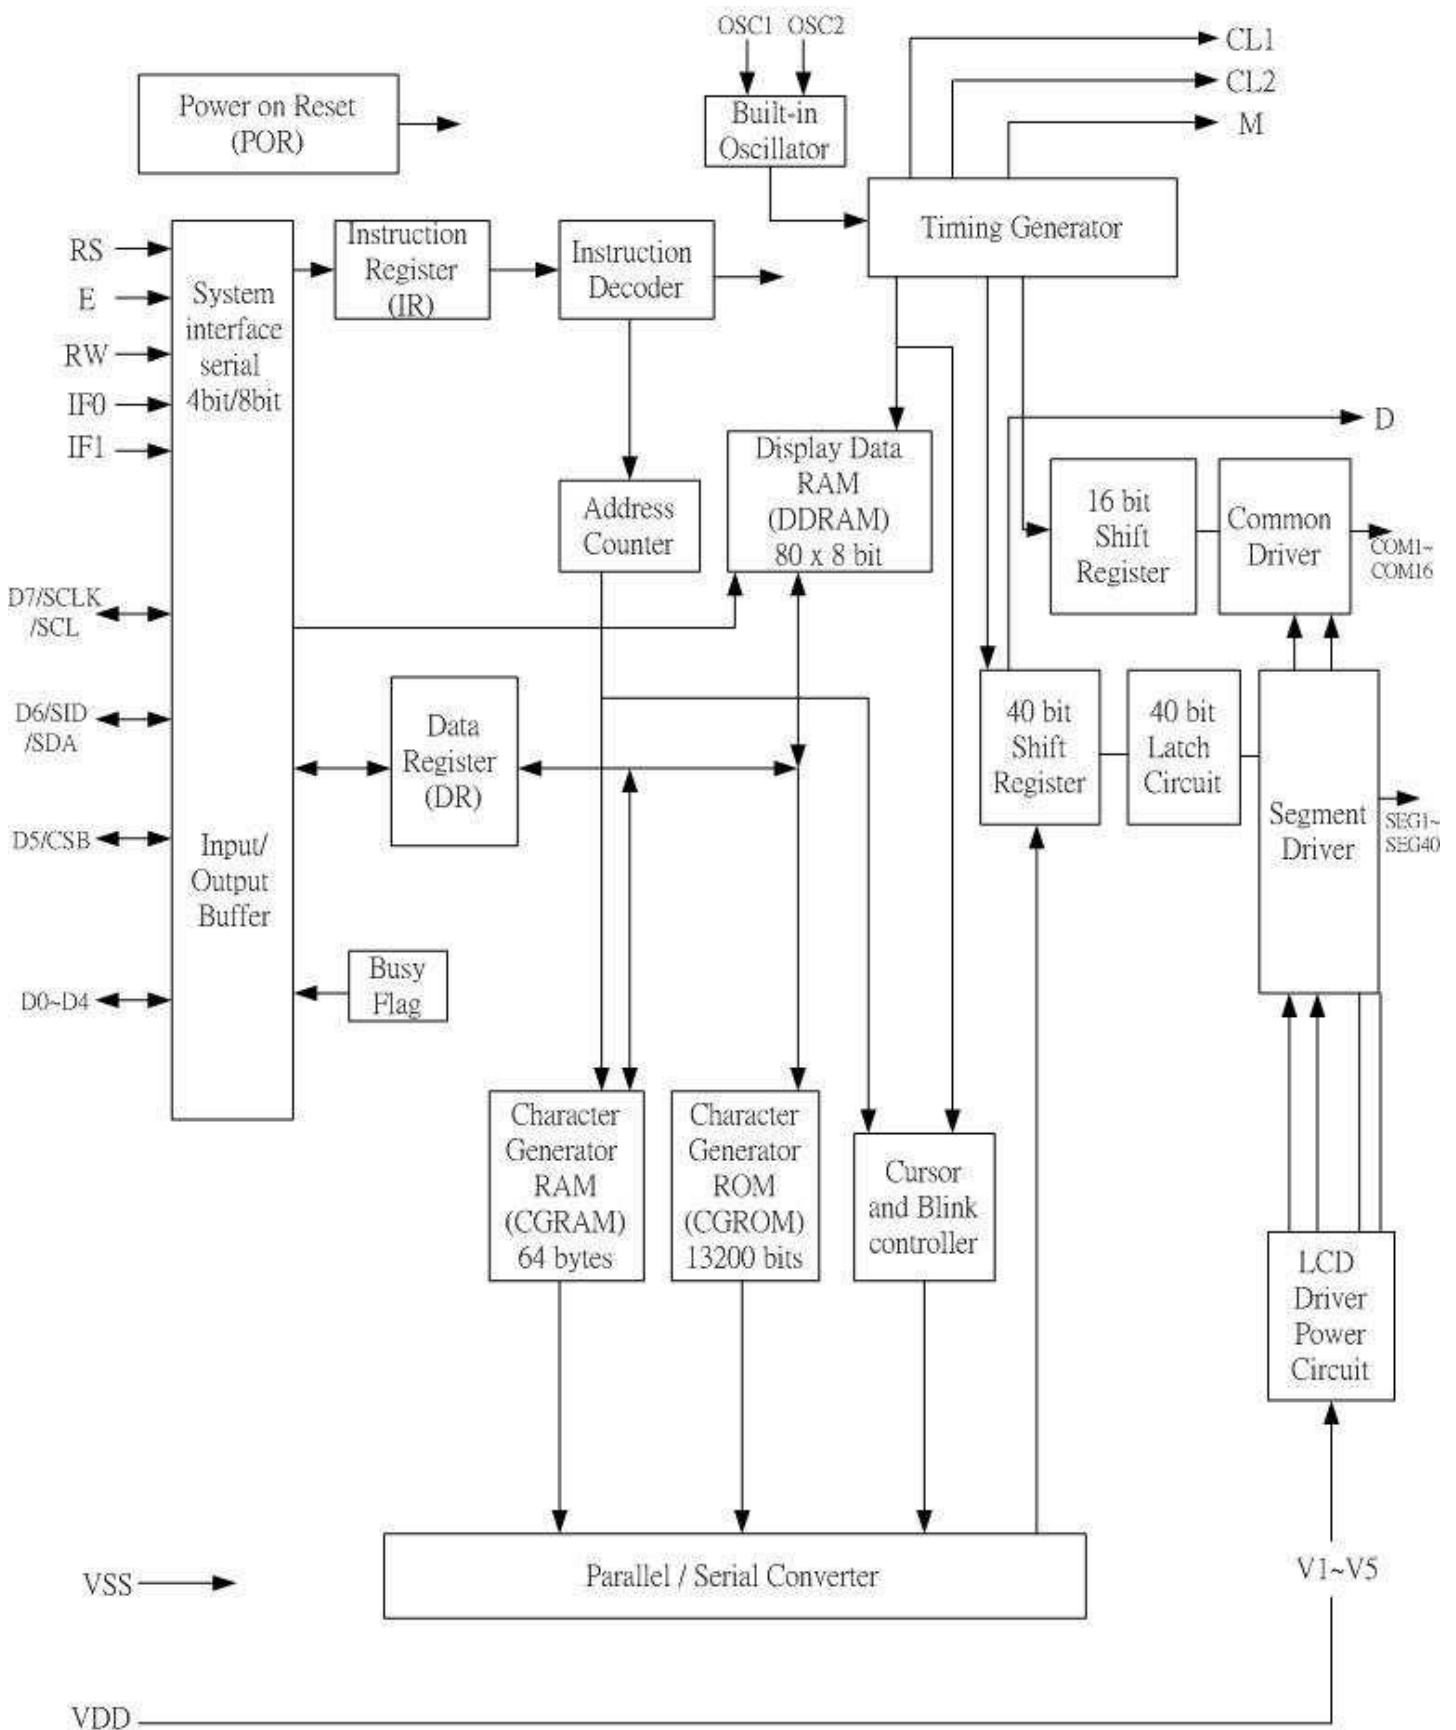 OSC1 OSC2
CL1
CL2
M
Power on Reset
(POR)
Built-in
Oscillator
Timing Generator
RS
E
RW
IF0
IF1
System
interface
serial
4bit/8bit
Instruction
Register
(IR)
Instruction
Decoder
Address
Counter
Display Data
RAM
(DDRAM)
80 x 8 bit
D
16 bit
Shift
Register
Common
Driver
COM1~
COM16
D7/SCLK
/SCL
D6/SID
/SDA
D5/CSB
D0~D4
Input/
Output
Buffer
Data
Register
(DR)
Busy
Flag
40 bit
Shift
Register
40 bit
Latch
Circuit
Segment
Driver
SEG1~
SEG40
Character
Generator
RAM
(CGRAM)
64 bytes
Character
Generator
ROM
(CGROM)
13200 bits
Cursor
and Blink
controller
LCD
Driver
Power
Circuit
Parallel / Serial Converter
V1~V5
VSS
VDD